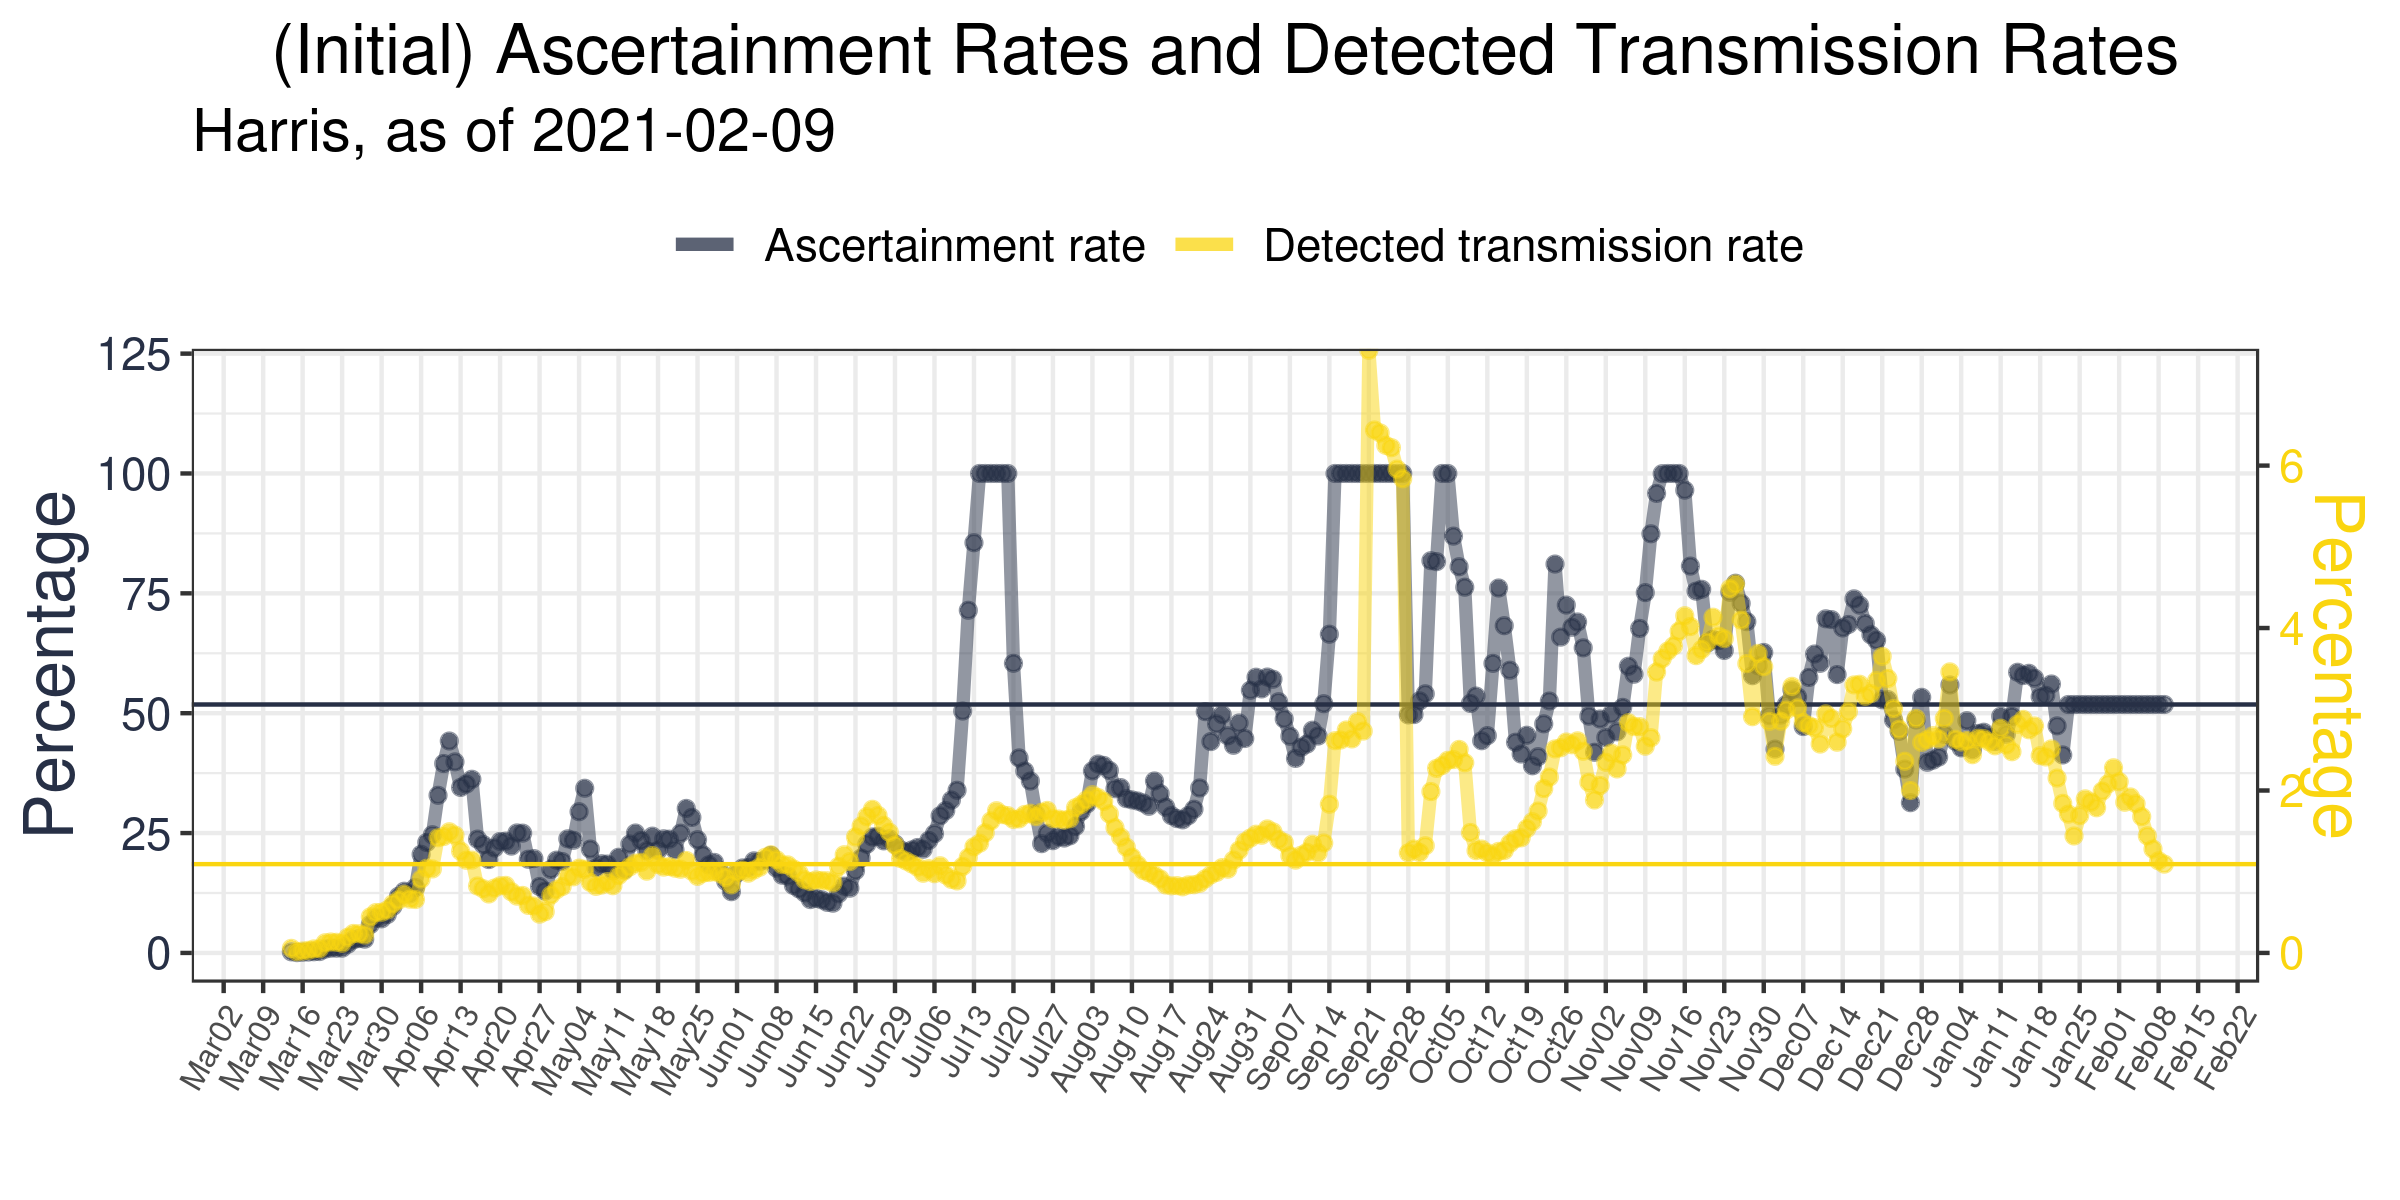 (Initial) Ascertainment Rates and Detected Transmission Rates
Harris, as of 2021-02-09
Ascertainment rate Detected transmission rate
Percentage
125
100
75
50
25
0
6
4
2
0
Percentage
Mar02 Mar09 Mar16 Mar23 Mar30 Apr06 Apr13 Apr20 Apr27 May04 May11 May18 May25 Jun01 Jun08 Jun15 Jun22 Jun29 Jul06 Jul13 Jul20 Jul27 Aug03 Aug10 Aug17 Aug24 Aug31 Sep07 Sep14 Sep21 Sep28 Oct05 Oct12 Oct19 Oct26 Nov02 Nov09 Nov16 Nov23 Nov30 Dec07 Dec14 Dec21 Dec28 Jan04 Jan11 Jan18 Jan25 Feb01 Feb08 Feb15 Feb22